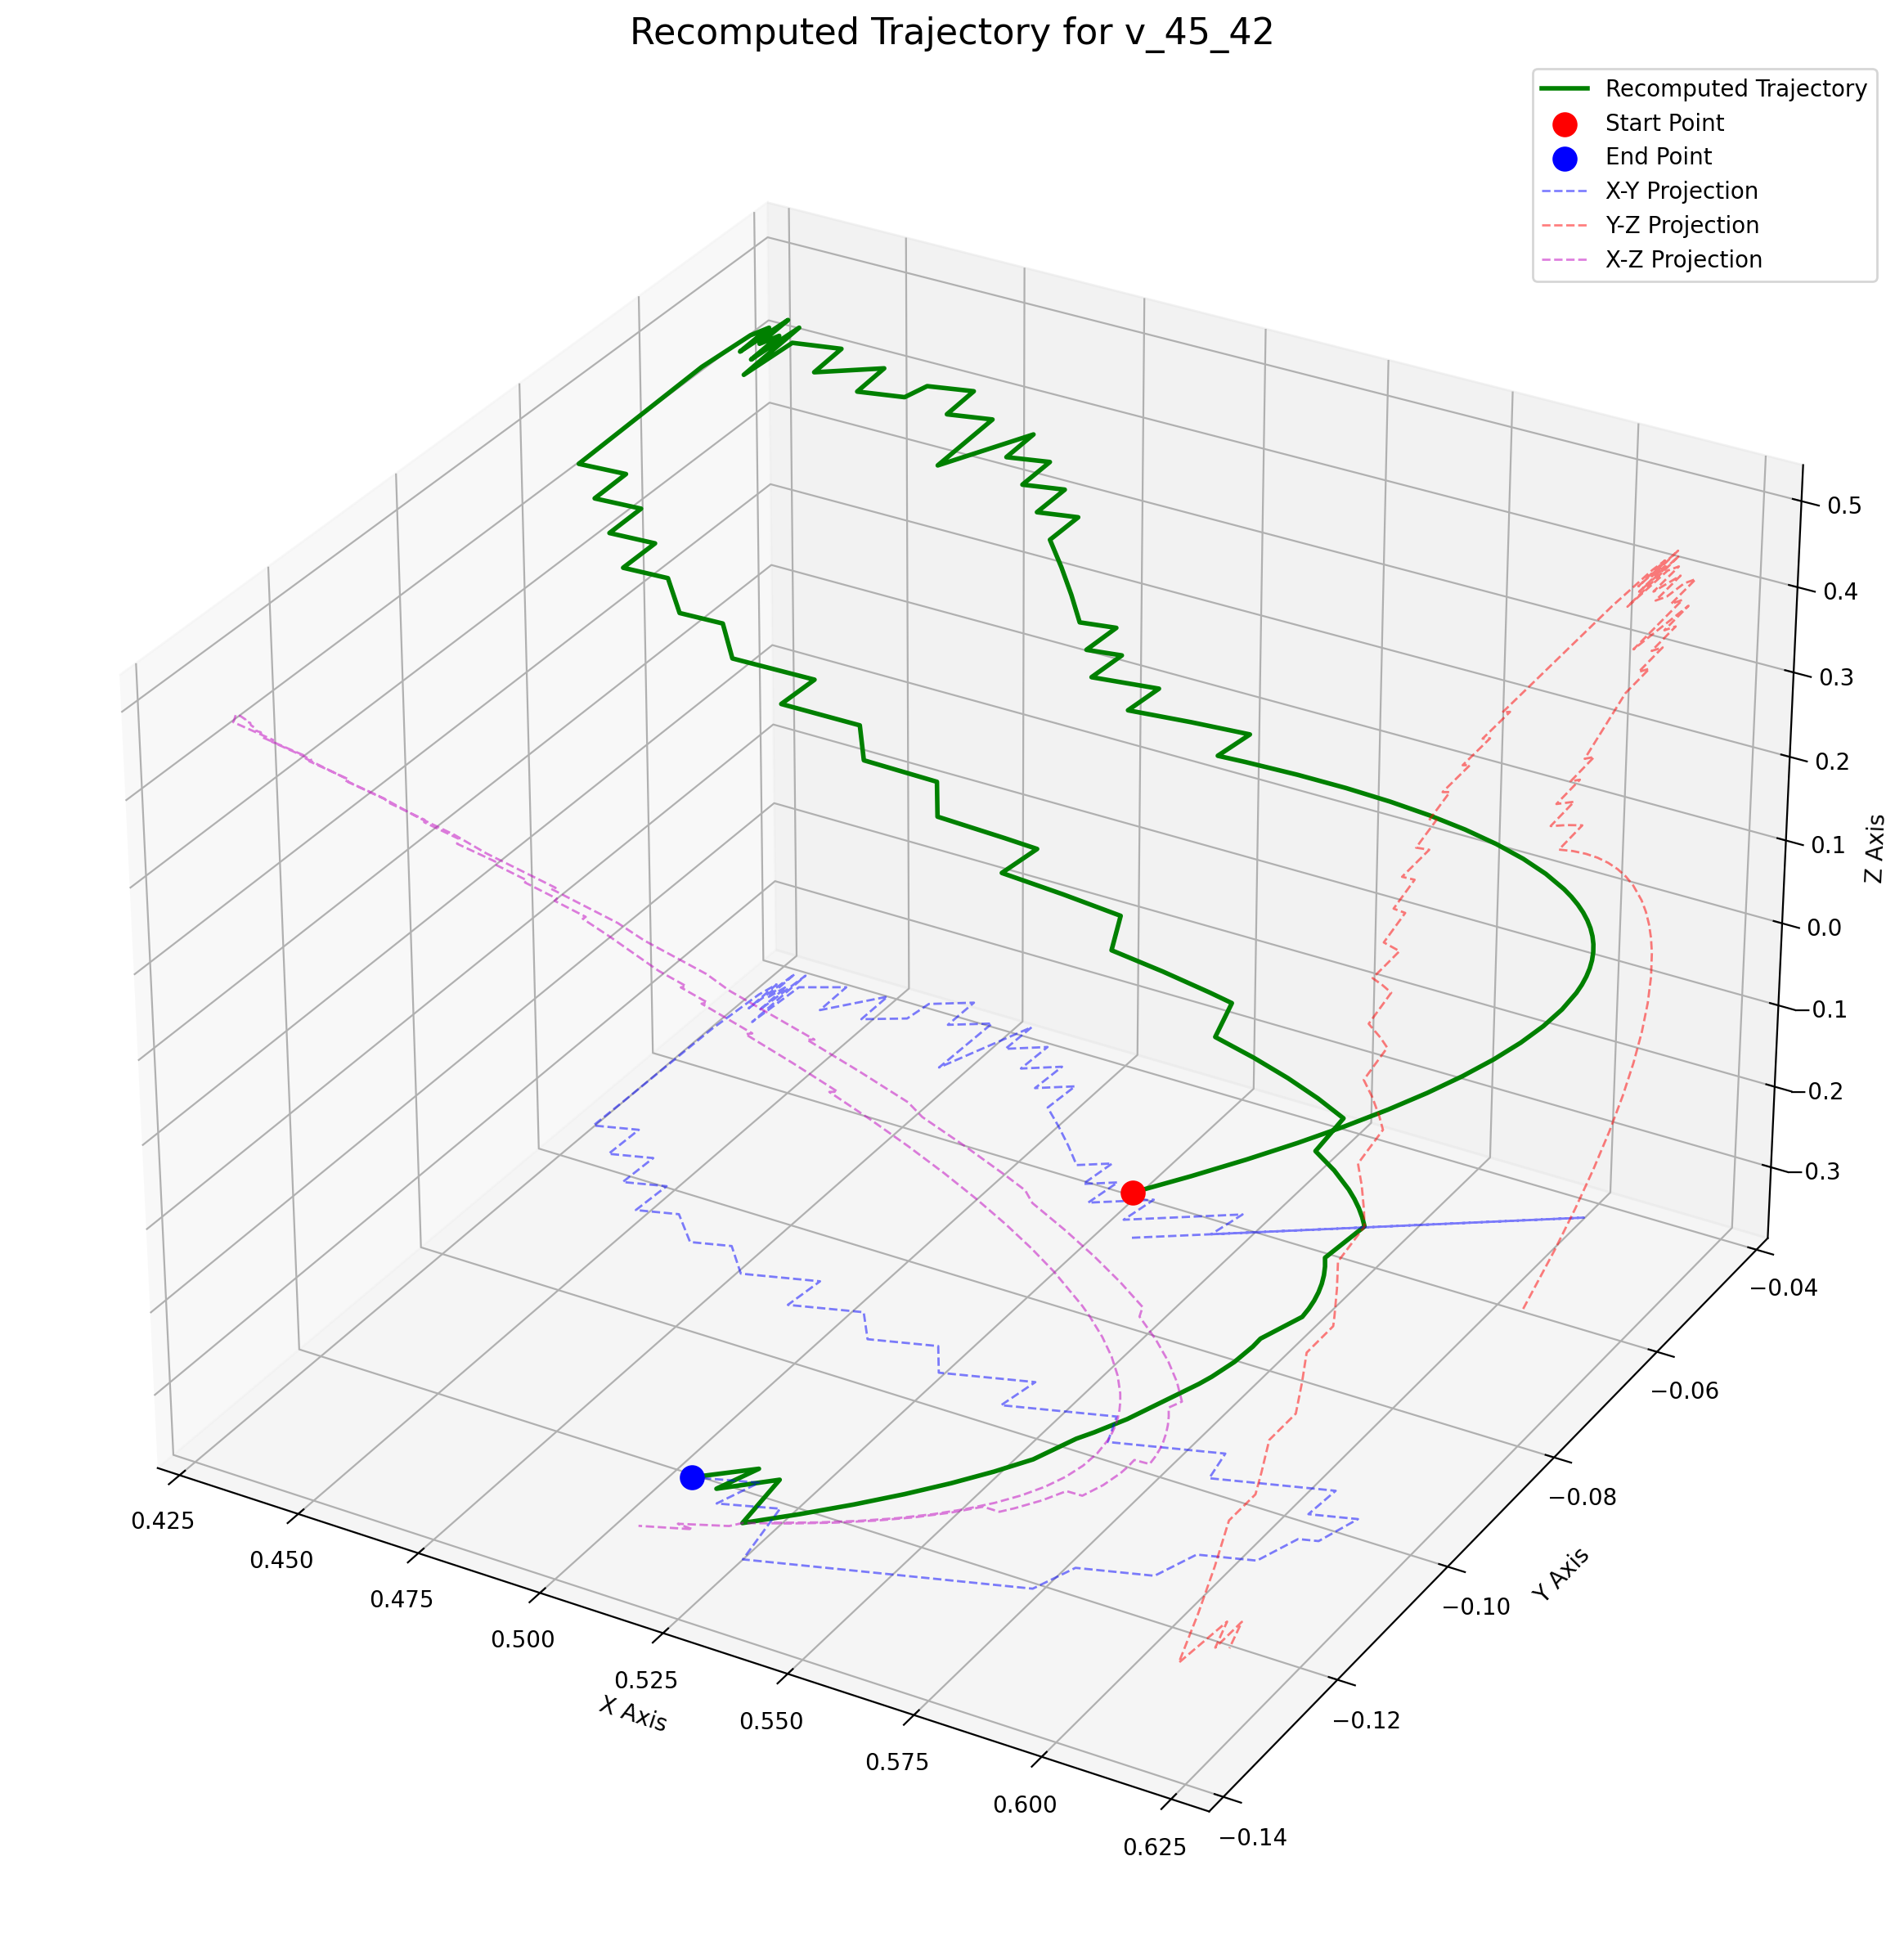 Recomputed Trajectory for v_45_42
Recomputed Trajectory
Start Point
End Point
X-Y Projection
Y-Z Projection
X-Z Projection
0.5
0.4
0.3
0.2
0.1
0.0
−0.1
−0.2
−0.3
Z Axis
−0.04
−0.06
−0.08
−0.10
−0.12
−0.14
Y Axis
0.425
0.450
0.475
0.500
0.525
0.550
0.575
0.600
0.625
X Axis